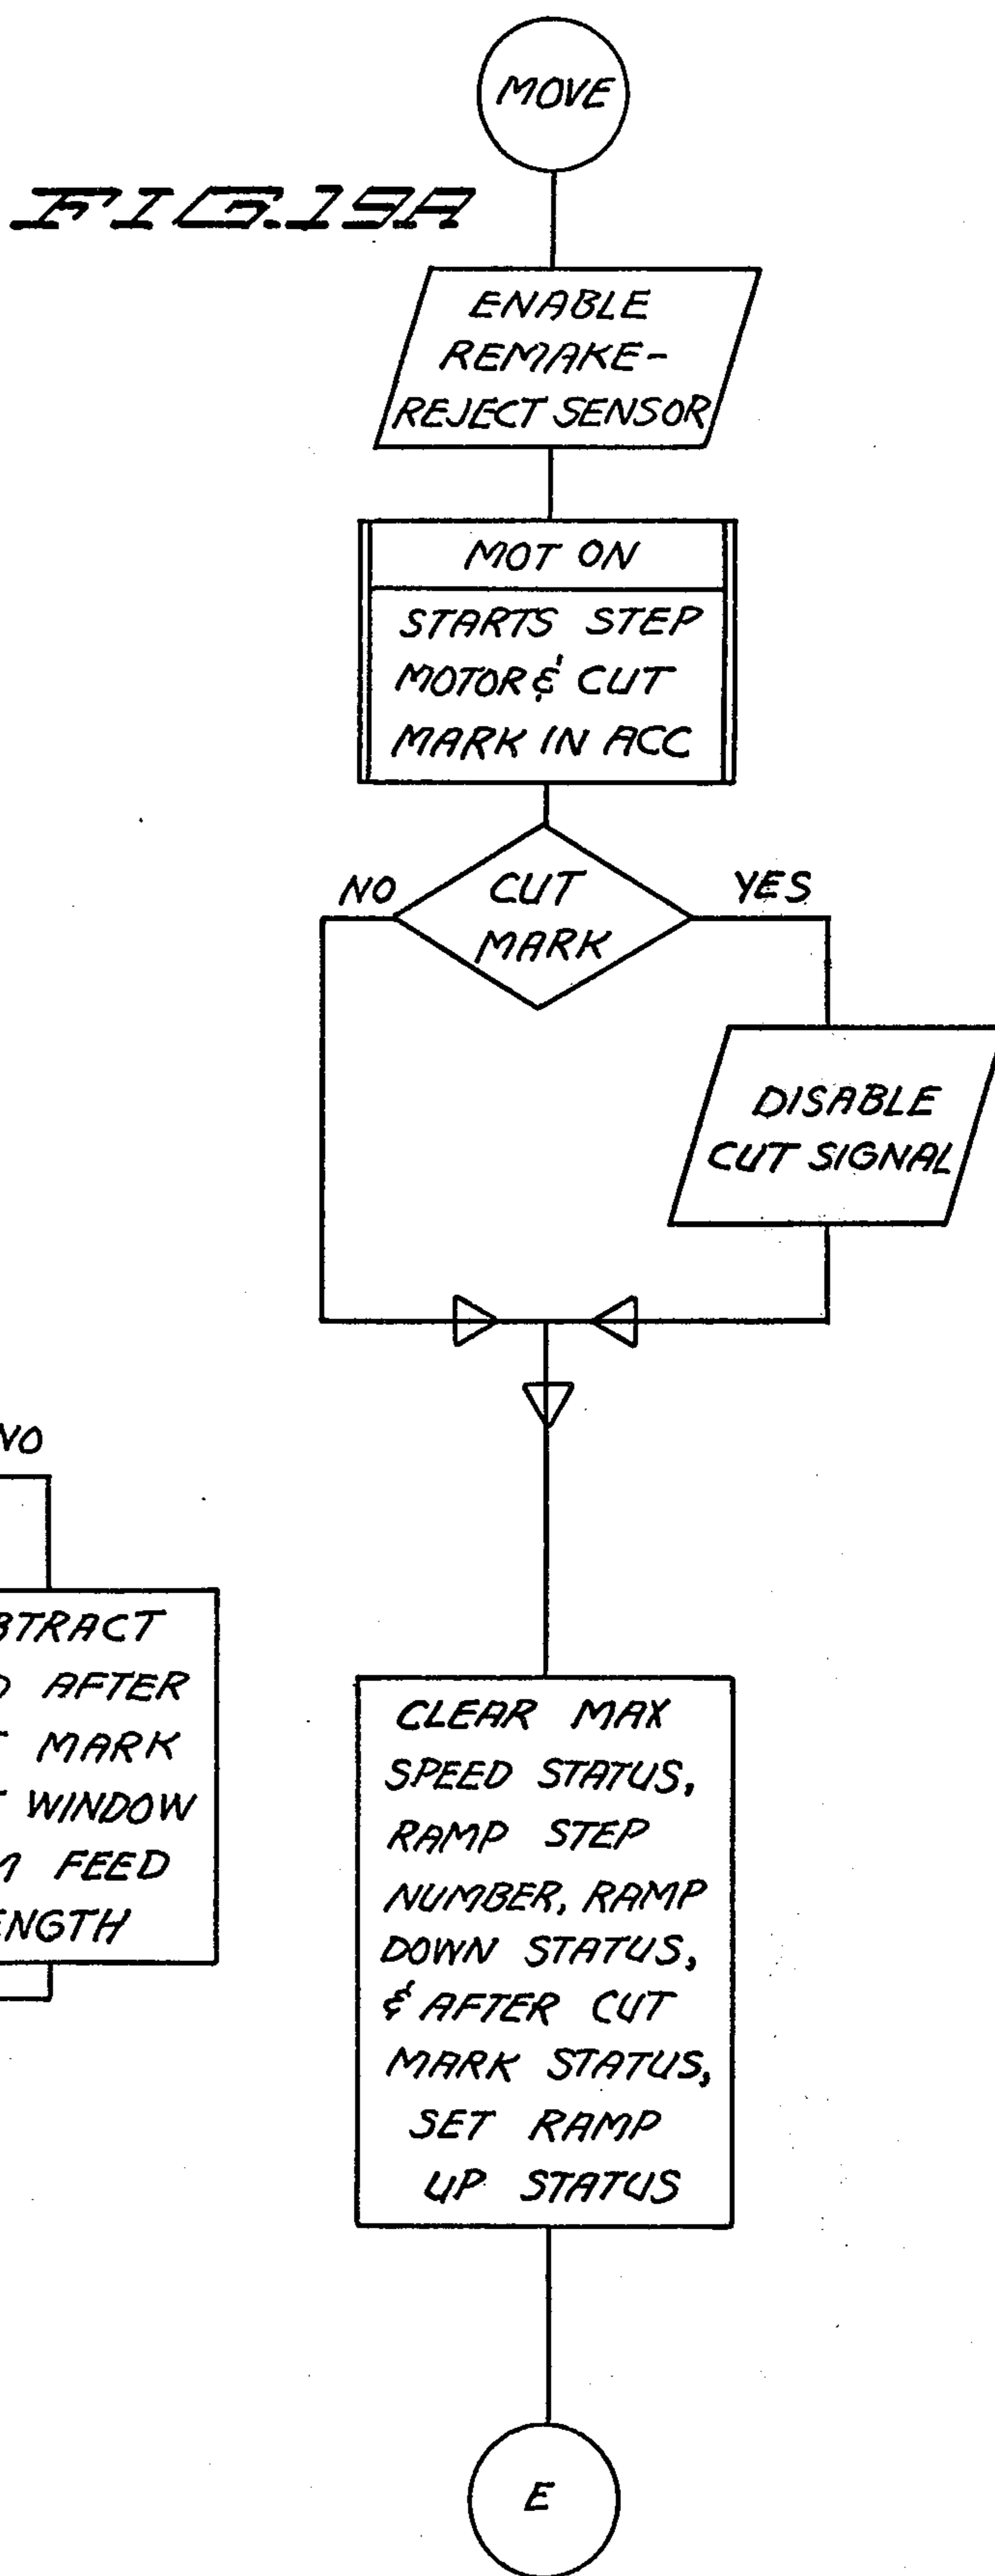 MOVE
FIG.19A
ENABLE
REMAKE-
REJECT SENSOR
MOT ON
STARTS STEP
MOTOR & CUT
MARK IN ACC
NO
CUT
MARK
YES
DISABLE
CUT SIGNAL
NO
AFTER
MARK
WINDOW
FEED
CLEAR MAX
SPEED STATUS,
RAMP STEP
NUMBER, RAMP
DOWN STATUS,
& AFTER CUT
MARK STATUS,
SET RAMP
UP STATUS
E